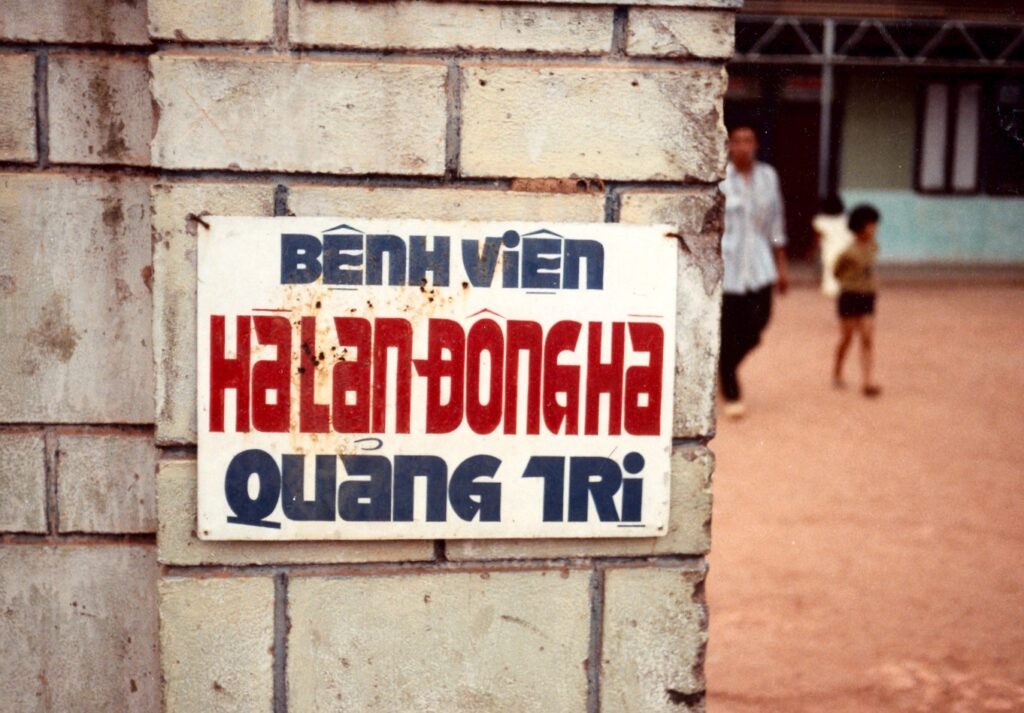 BỆNH VIỆN
HÀ LAN-ĐÔNG HÀ
QUẢNG TRỊ